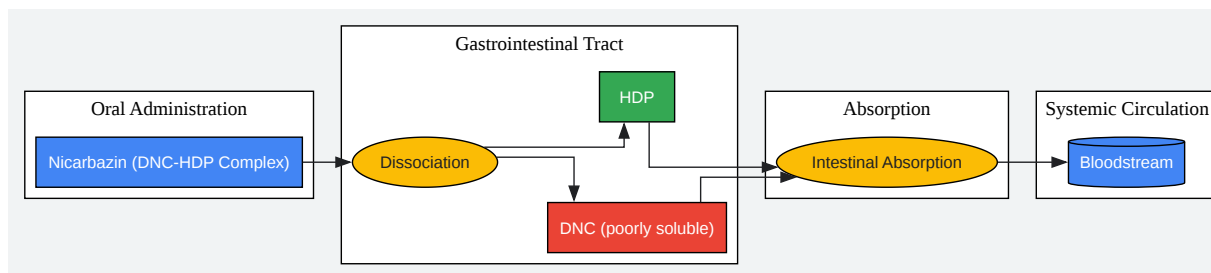 Gastrointestinal Tract
Oral Administration
Nicarbazin (DNC-HDP Complex)
Dissociation
HDP
DNC (poorly soluble)
Absorption
Intestinal Absorption
Systemic Circulation
Bloodstream